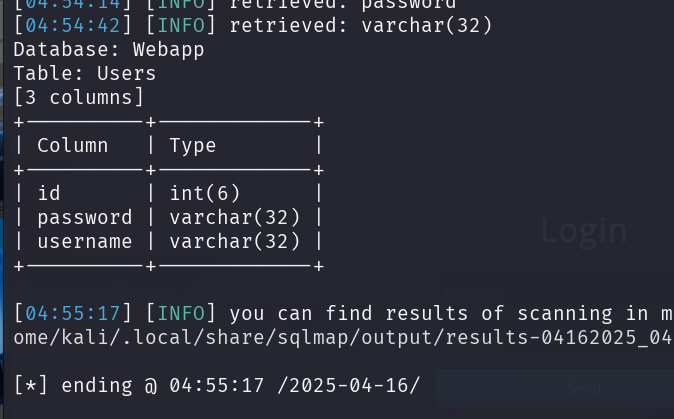 [04:54:14] [INFO] retrieved: password
[04:54:42] [INFO] retrieved: varchar(32)
Database: Webapp
Table: Users
[3 columns]
+----------+-------------+
| Column   | Type        |
+----------+-------------+
| id       | int(6)      |
| password | varchar(32) |
| username | varchar(32) |
+----------+-------------+
Login
username
[04:55:17] [INFO] you can find results of scanning in m
ome/kali/.local/share/sqlmap/output/results-04162025_04
[*] ending @ 04:55:17 /2025-04-16/
Send